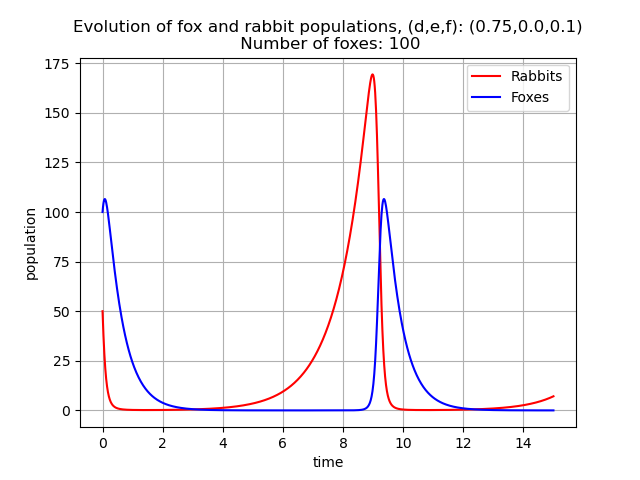 Evolution of fox and rabbit populations, (d,e,f): (0.75,0.0,0.1)
Number of foxes: 100
Rabbits
Foxes
population
175
150
125
100
75
50
25
0
0 2 4 6 8 10 12 14
time